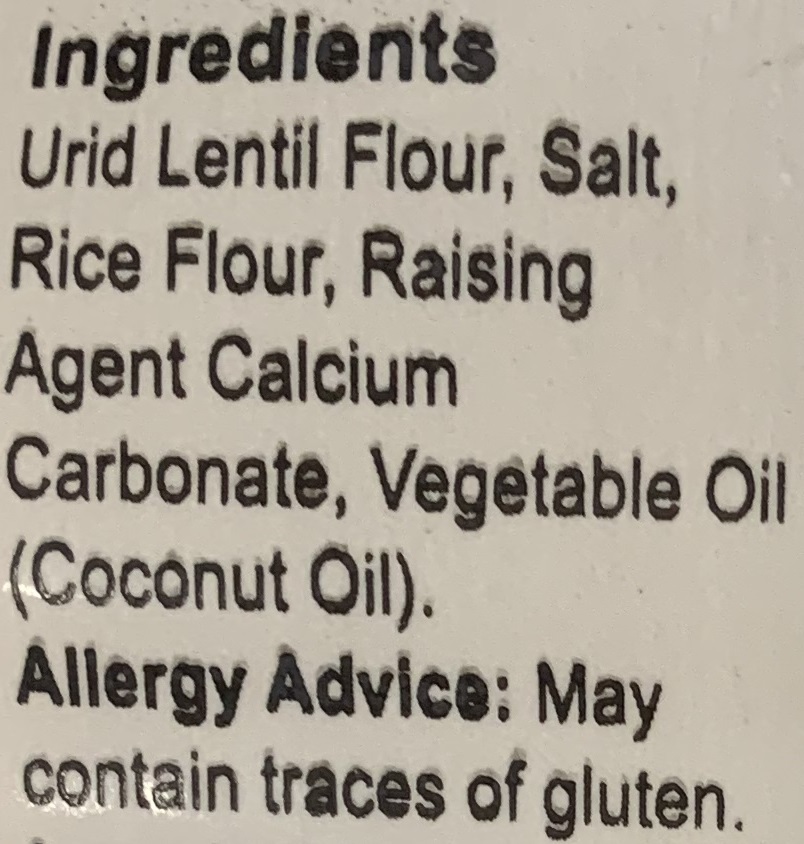 Ingredients
Urid Lentil Flour, Salt,
Rice Flour, Raising
Agent Calcium
Carbonate, Vegetable Oil
(Coconut Oil).
Allergy Advice: May
contain traces of gluten.